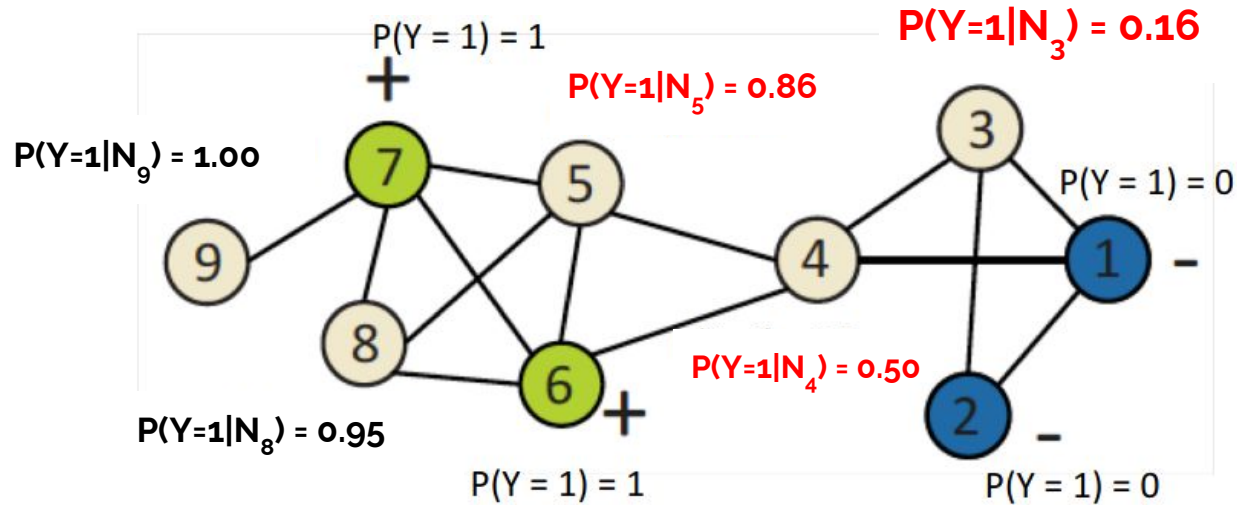 P(Y=1|N₃) = 0.16
P(Y = 1) = 1
+
P(Y=1|N₅) = 0.86
3
P(Y=1|N₉) = 1.00
7
5
P(Y = 1) = 0
9
4
1
-
8
6
+
P(Y=1|N₄) = 0.50
2
-
P(Y=1|N₈) = 0.95
P(Y = 1) = 1
P(Y = 1) = 0